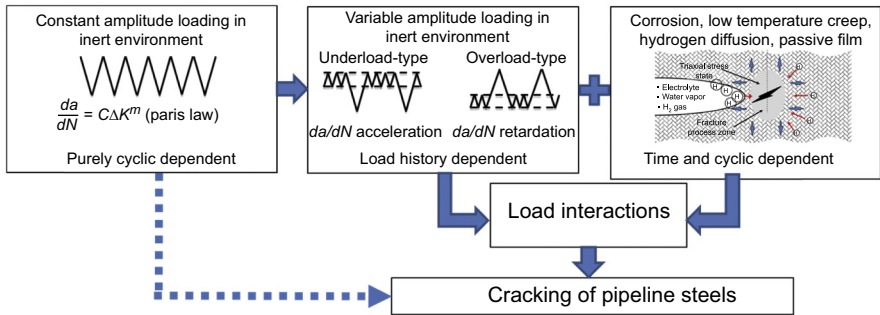 Constant amplitude loading in
inert environment
da/dN = CΔK^m (paris law)
Purely cyclic dependent
Variable amplitude loading in
inert environment
Underload-type
Overload-type
da/dN acceleration
da/dN retardation
Load history dependent
Corrosion, low temperature creep,
hydrogen diffusion, passive film
Triaxial stress
state
• Electrolyte
• Water vapor
• H₂ gas
H
H
H
H
Fracture
process zone
Time and cyclic dependent
Load interactions
Cracking of pipeline steels